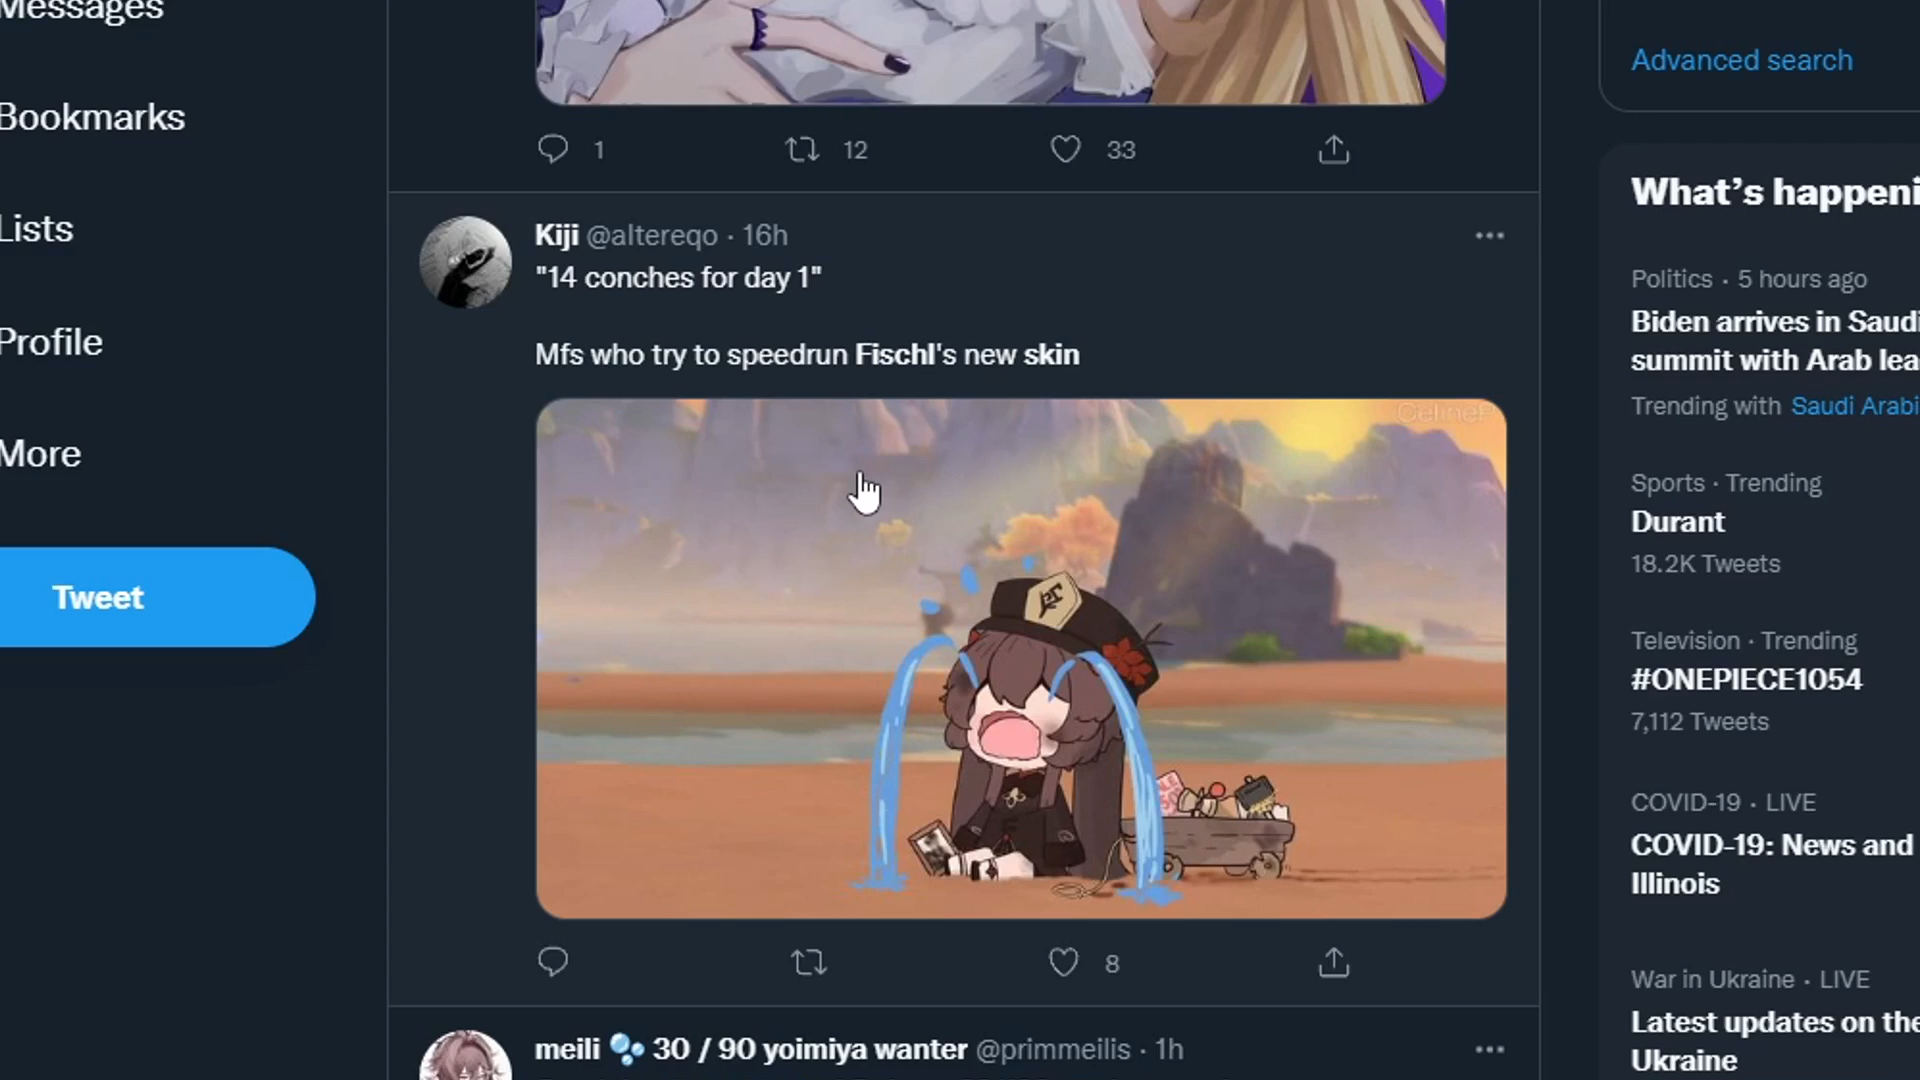 Messages
Bookmarks
Lists
Profile
More
Tweet
1
12
33
Kiji @altereqo · 16h
"14 conches for day 1"
Mfs who try to speedrun Fischl's new skin
8
meili 🫧 30 / 90 yoimiya wanter @primmeilis · 1h
Advanced search
What's happeni
Politics · 5 hours ago
Biden arrives in Saudi
summit with Arab lea
Trending with Saudi Arabi
Sports · Trending
Durant
18.2K Tweets
Television · Trending
#ONEPIECE1054
7,112 Tweets
COVID-19 · LIVE
COVID-19: News and
Illinois
War in Ukraine · LIVE
Latest updates on the
Ukraine